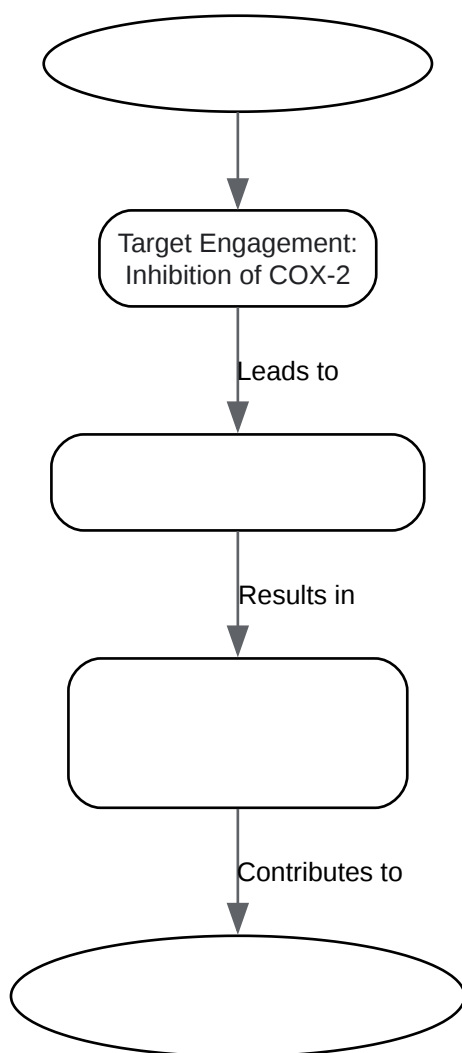 Target Engagement:
Inhibition of COX-2
Leads to
Results in
Contributes to